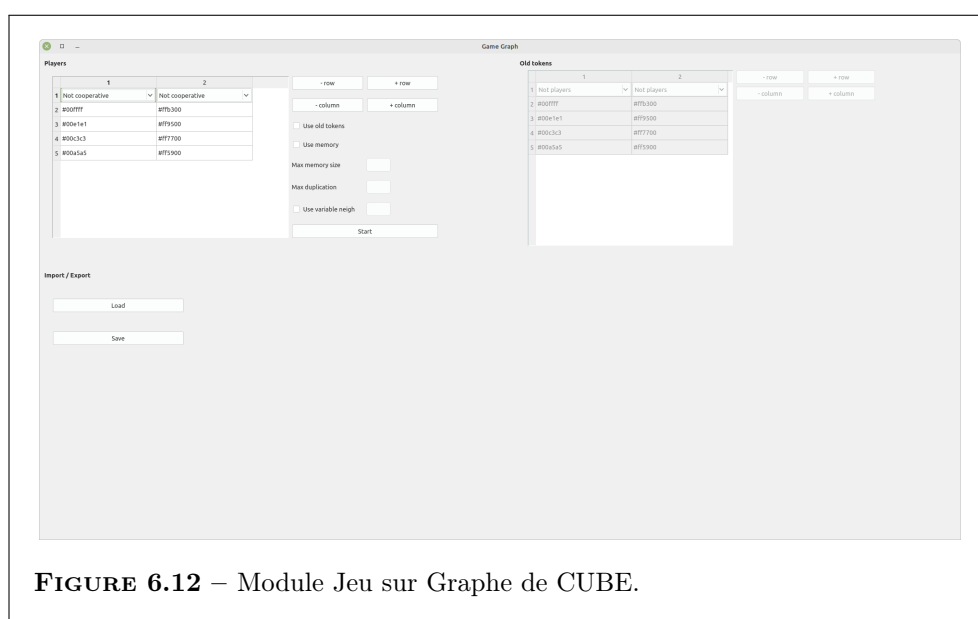 Game Graph
Players
1 2
1 Not cooperative Not cooperative
2 #00ffff #ffb300
3 #00e1e1 #ff9500
4 #00c3c3 #ff7700
5 #00a5a5 #ff5900
- row + row
- column + column
Use old tokens
Use memory
Max memory size
Max duplication
Use variable neigh
Start
Old tokens
1 2
1 Not players Not players
2 #00ffff #ffb300
3 #00e1e1 #ff9500
4 #00c3c3 #ff7700
5 #00a5a5 #ff5900
- row + row
- column + column
Import / Export
Load
Save
FIGURE 6.12 – Module Jeu sur Graphe de CUBE.